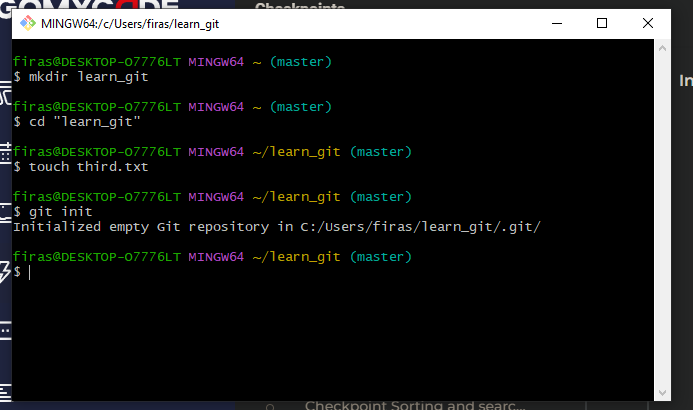 GOMYCODE
Checkpoints
MINGW64:/c/Users/firas/learn_git
firas@DESKTOP-O7776LT MINGW64 ~ (master)
$ mkdir learn_git
firas@DESKTOP-O7776LT MINGW64 ~ (master)
$ cd "learn_git"
firas@DESKTOP-O7776LT MINGW64 ~/learn_git (master)
$ touch third.txt
firas@DESKTOP-O7776LT MINGW64 ~/learn_git (master)
$ git init
Initialized empty Git repository in C:/Users/firas/learn_git/.git/
firas@DESKTOP-O7776LT MINGW64 ~/learn_git (master)
$
In
Checkpoint Sorting and searc...